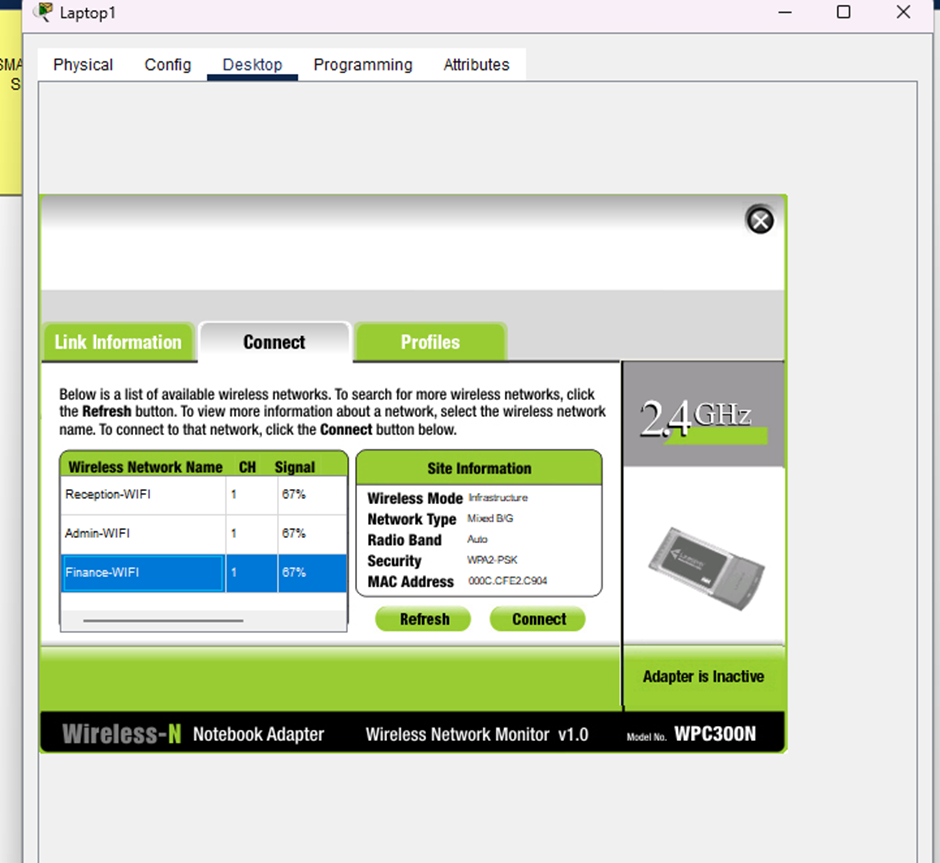 Laptop1
SMA
S
Physical Config Desktop Programming Attributes
Link Information Connect Profiles
Below is a list of available wireless networks. To search for more wireless networks, click
the Refresh button. To view more information about a network, select the wireless network
name. To connect to that network, click the Connect button below.
2.4GHz
Wireless Network Name CH Signal
Reception-WIFI 1 67%
Admin-WIFI 1 67%
Finance-WIFI 1 67%
Site Information
Wireless Mode Infrastructure
Network Type Mixed B/G
Radio Band Auto
Security WPA2-PSK
MAC Address 000C.CFE2.C904
Refresh Connect
Adapter is Inactive
Wireless-N Notebook Adapter Wireless Network Monitor v1.0 Model No. WPC300N